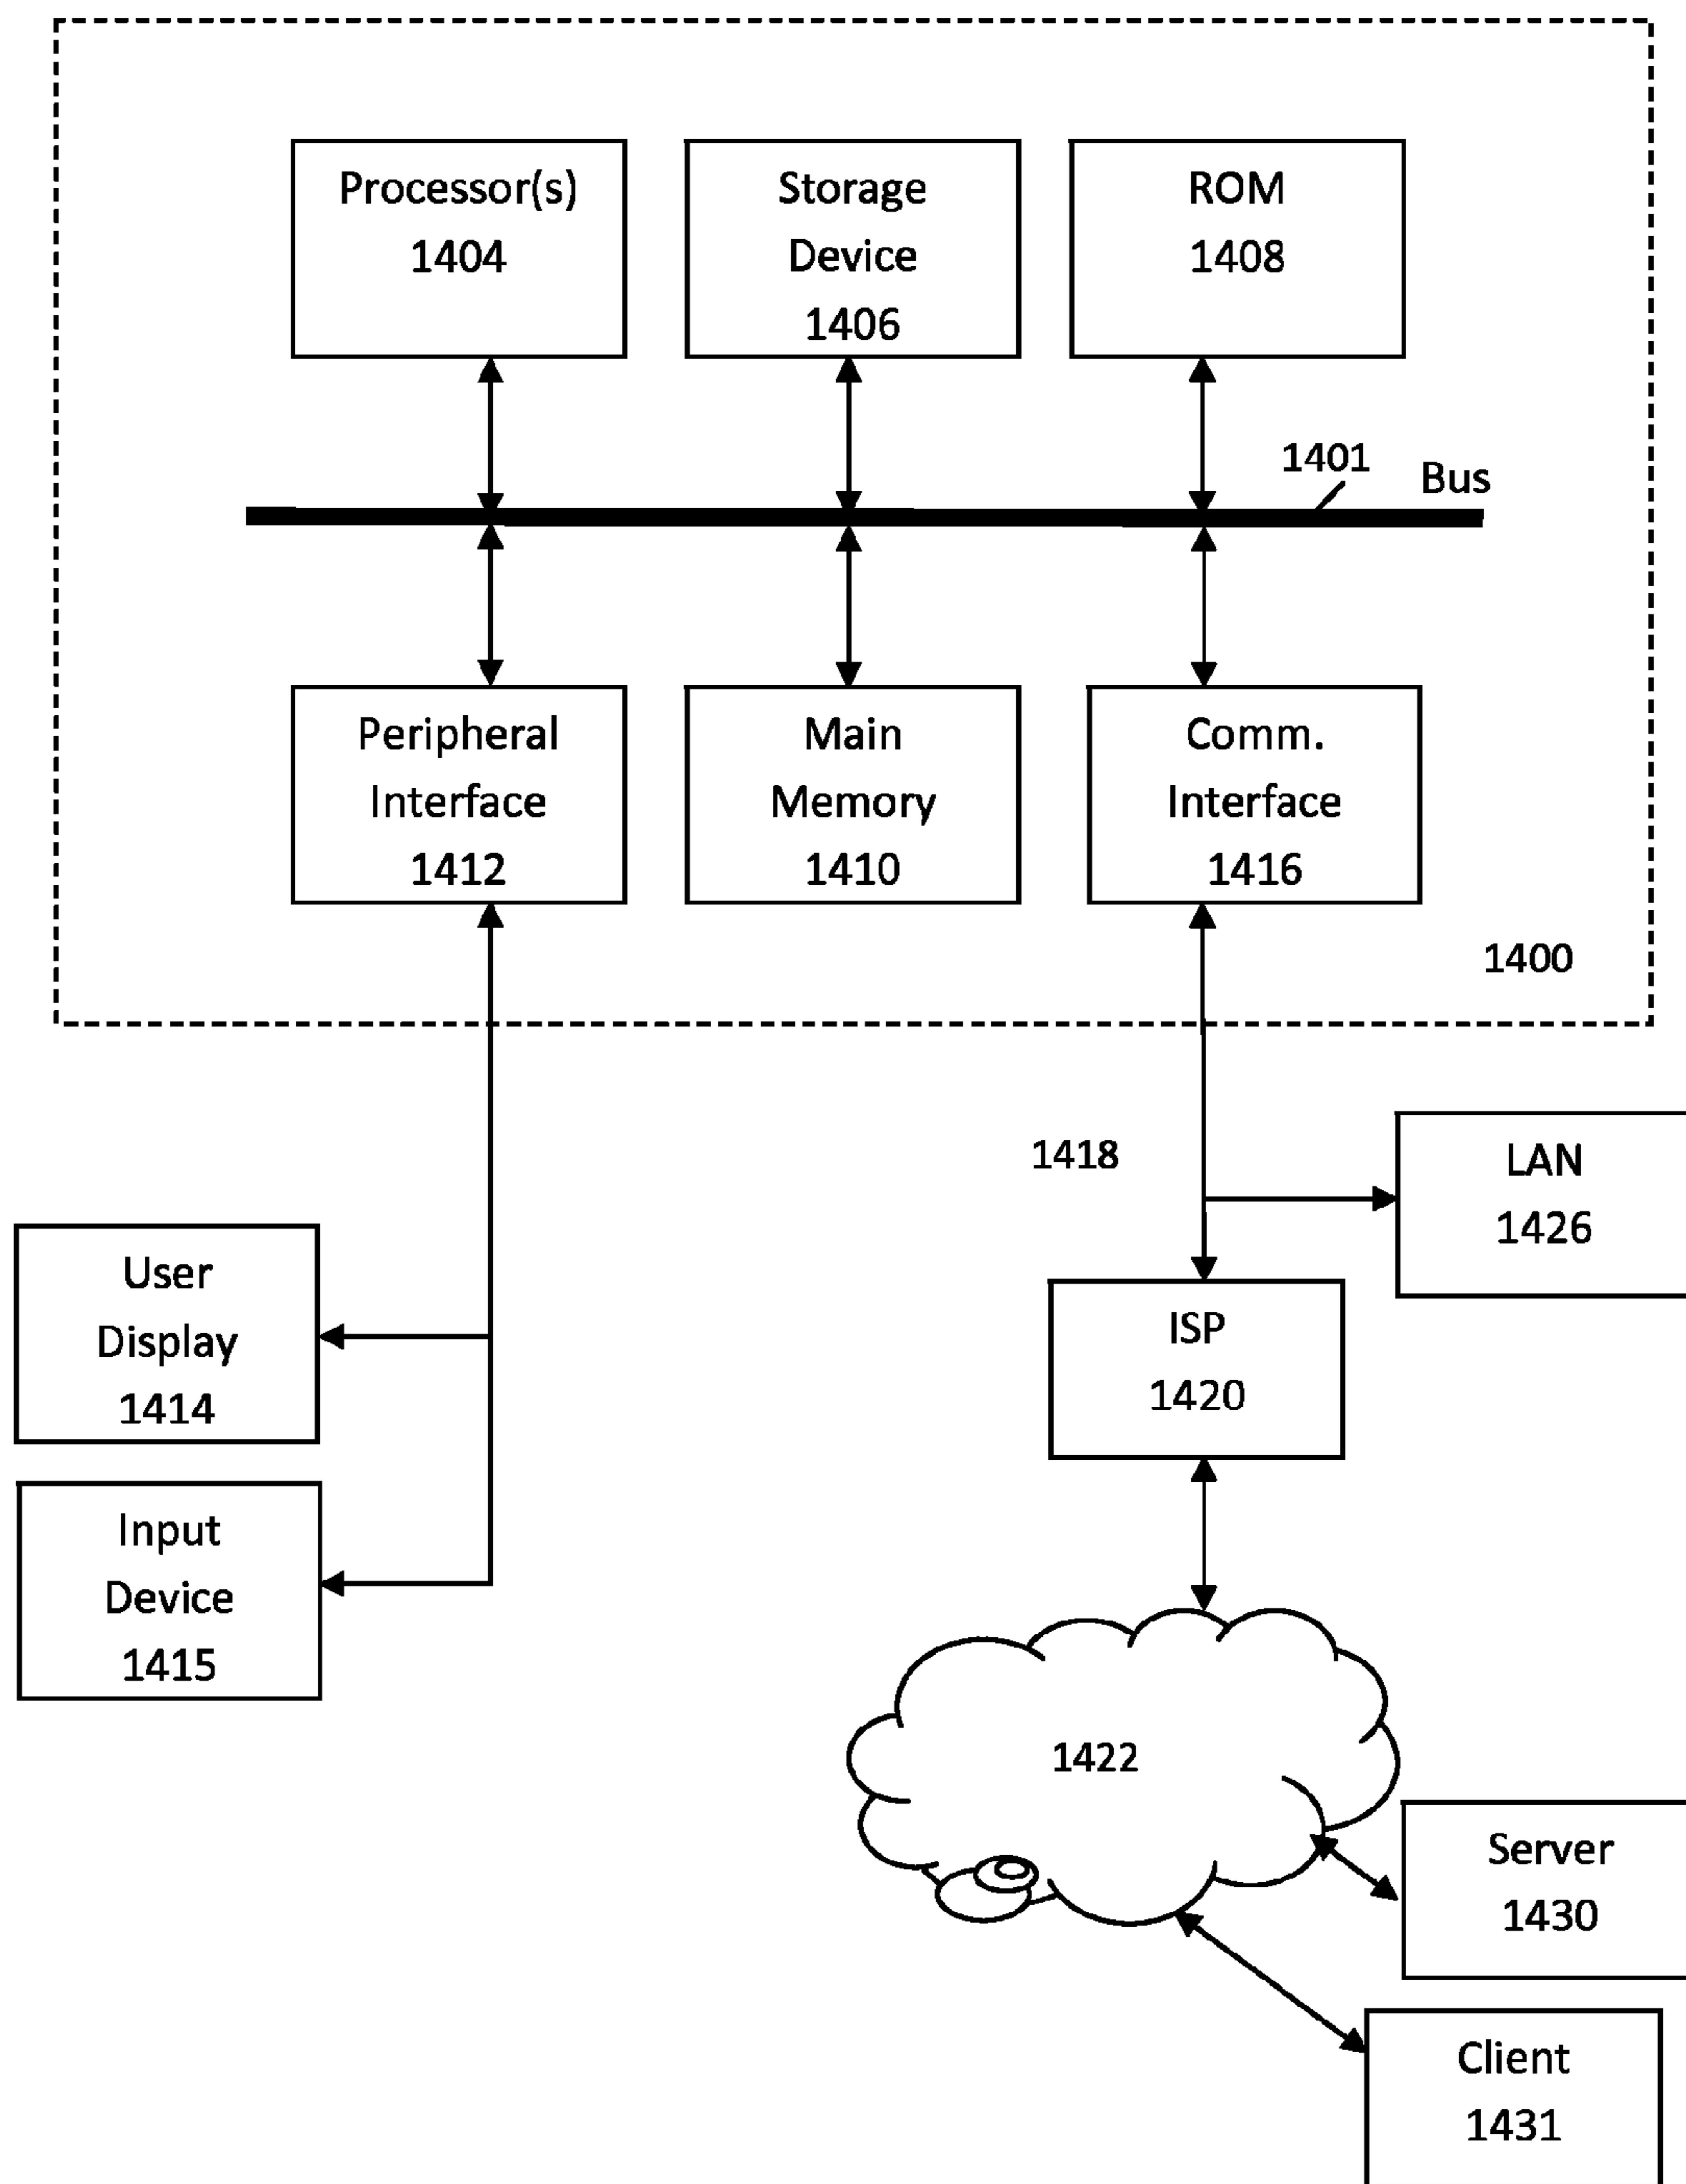 Processor(s)
1404
Storage
Device
1406
ROM
1408
1401
Bus
Peripheral
Interface
1412
Main
Memory
1410
Comm.
Interface
1416
1400
1418
LAN
1426
User
Display
1414
ISP
1420
Input
Device
1415
1422
Server
1430
Client
1431